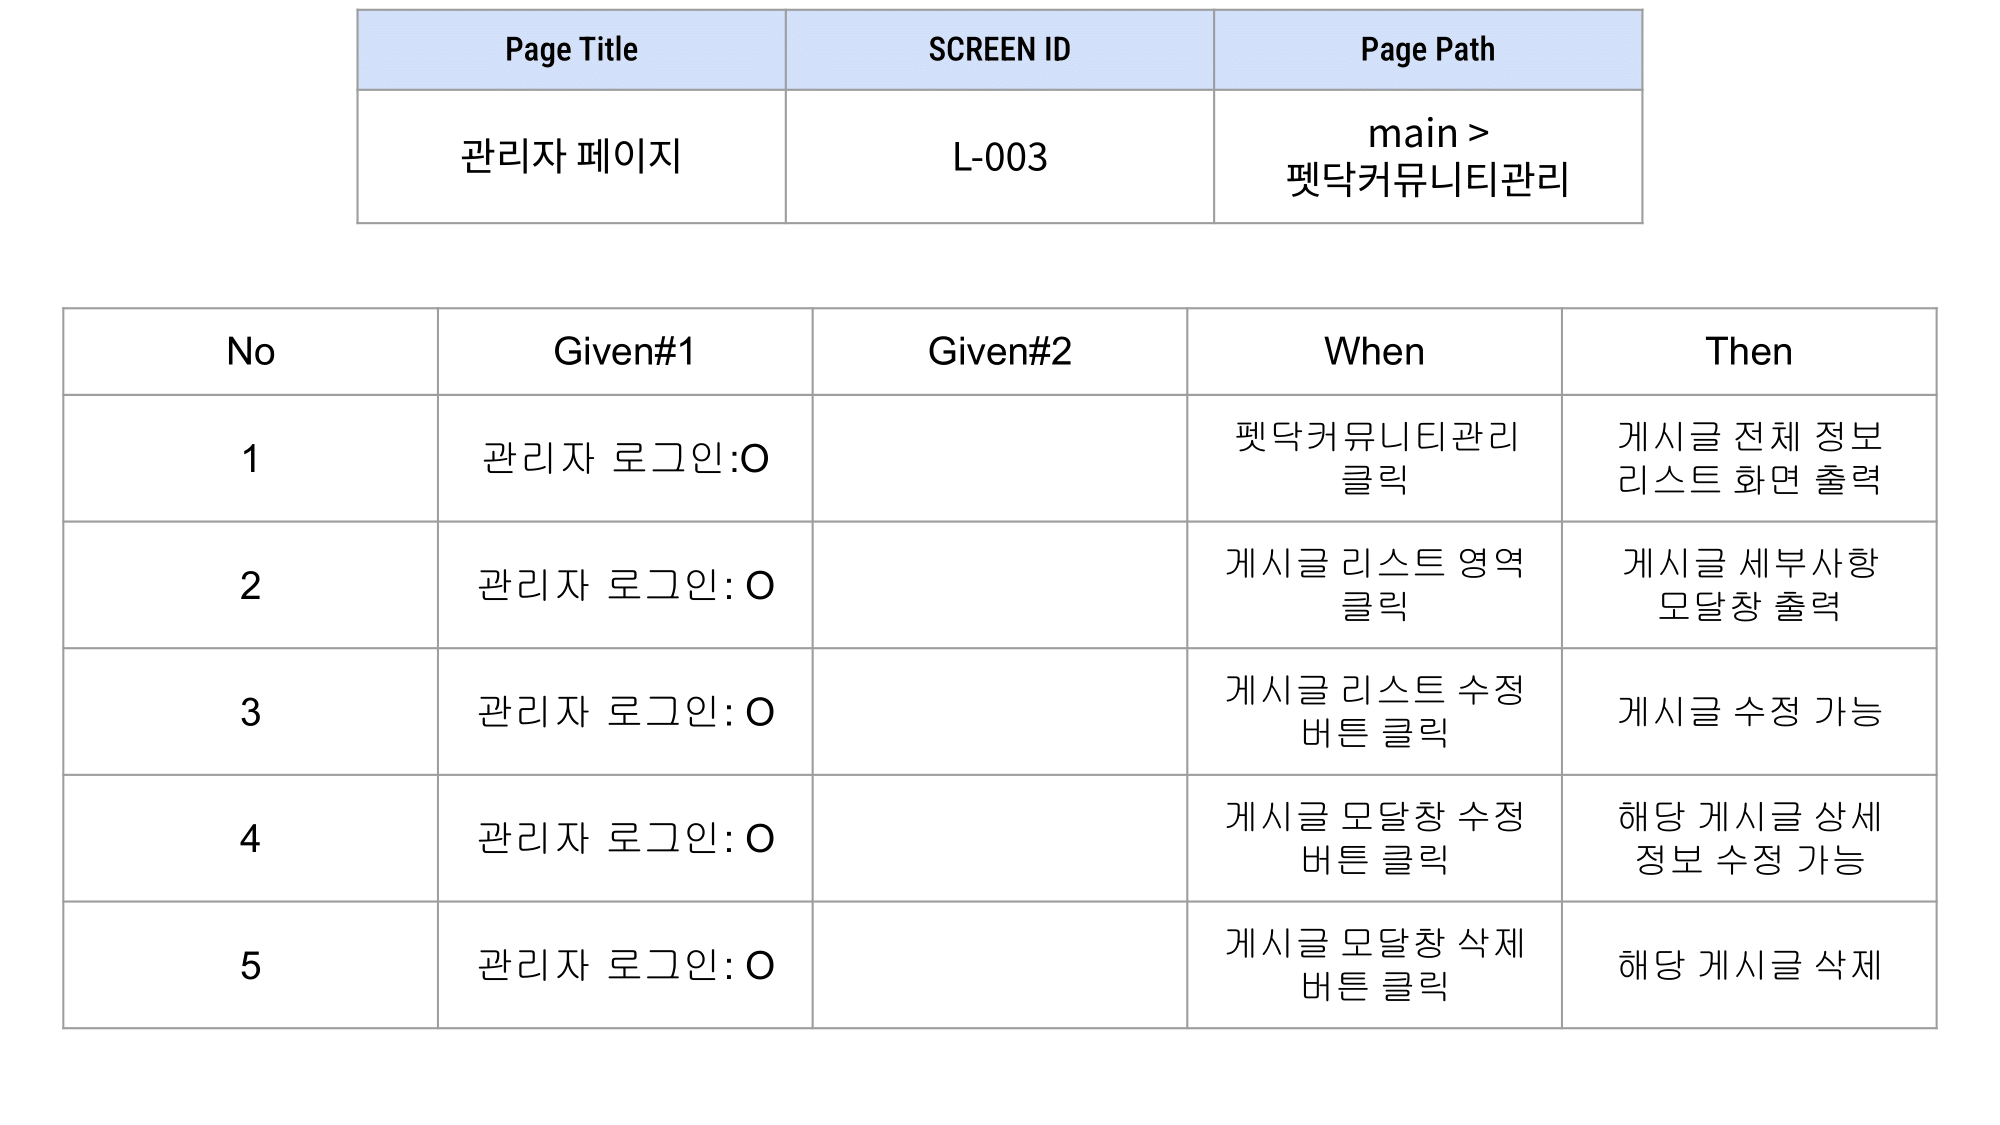 Page Title SCREEN ID Page Path
관리자 페이지 L-003 main >
펫닥커뮤니티관리
No Given#1 Given#2 When Then
1 관리자 로그인:O 펫닥커뮤니티관리 게시글 전체 정보
클릭 리스트 화면 출력
2 관리자 로그인: O 게시글 리스트 영역 게시글 세부사항
클릭 모달창 출력
3 관리자 로그인: O 게시글 리스트 수정 게시글 수정 가능
버튼 클릭
4 관리자 로그인: O 게시글 모달창 수정 해당 게시글 상세
버튼 클릭 정보 수정 가능
5 관리자 로그인: O 게시글 모달창 삭제 해당 게시글 삭제
버튼 클릭